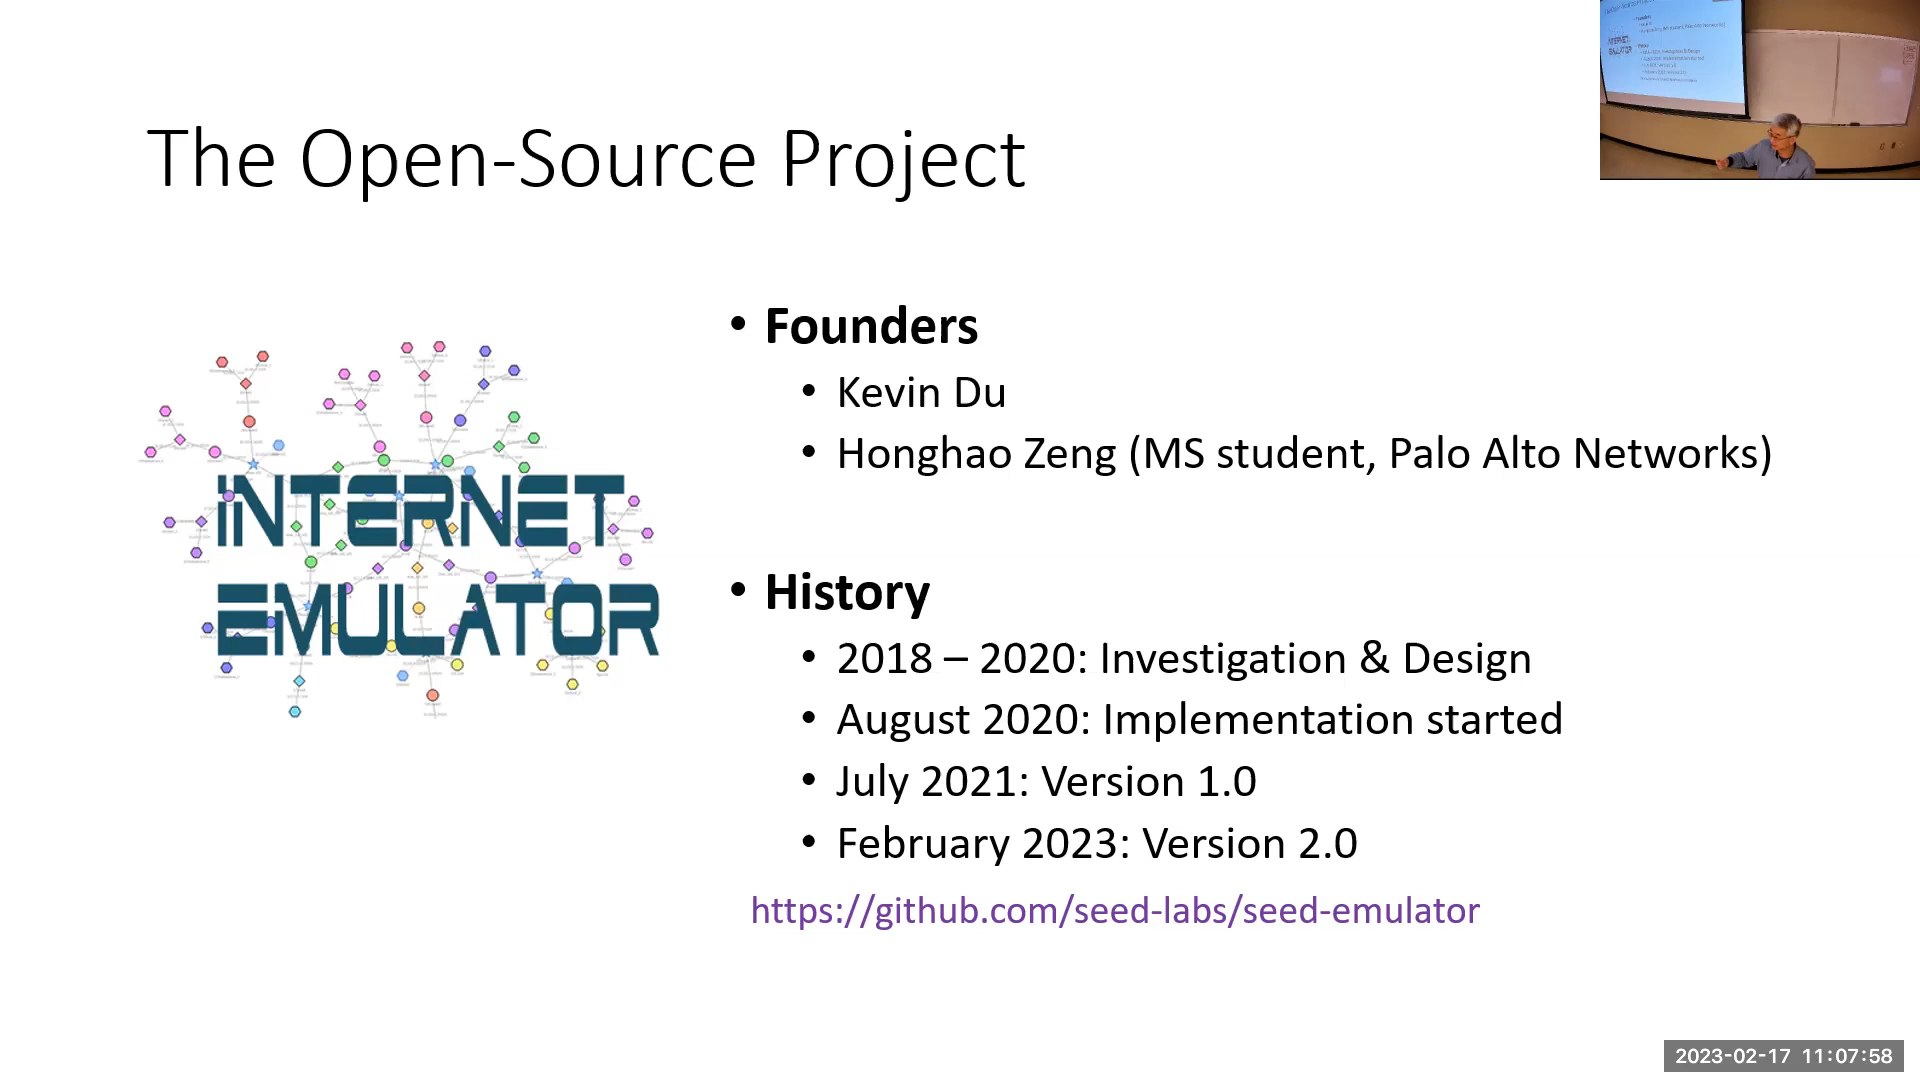 The Open-Source Project
INTERNET
EMULATOR
• Founders
• Kevin Du
• Honghao Zeng (MS student, Palo Alto Networks)
• History
• 2018 – 2020: Investigation & Design
• August 2020: Implementation started
• July 2021: Version 1.0
• February 2023: Version 2.0
https://github.com/seed-labs/seed-emulator
2023-02-17 11:07:58